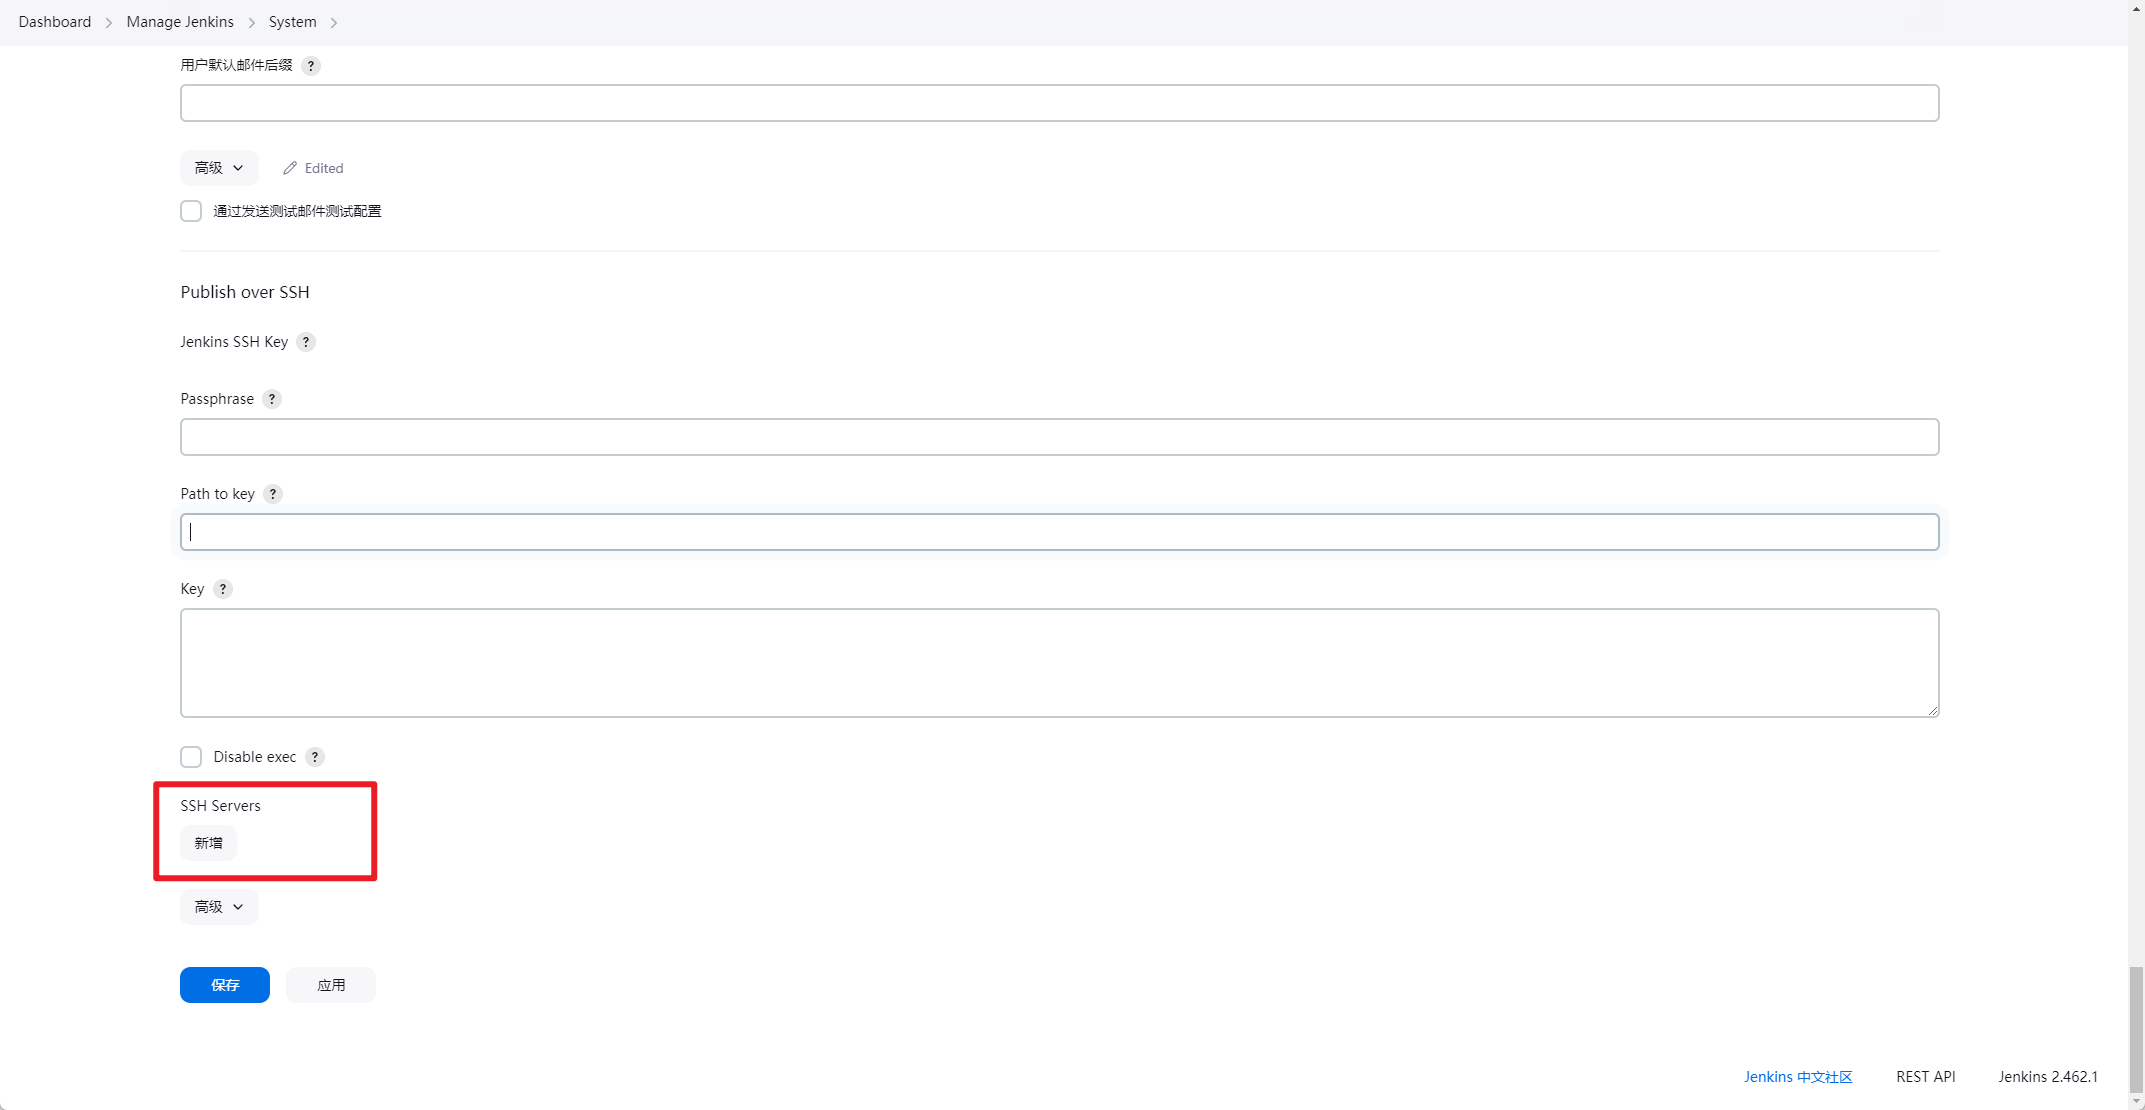 Dashboard > Manage Jenkins > System >
用户默认邮件后缀 ?
高级 Edited
通过发送测试邮件测试配置
Publish over SSH
Jenkins SSH Key ?
Passphrase ?
Path to key ?
Key ?
Disable exec ?
SSH Servers
新增
高级
保存 应用
Jenkins 中文社区 REST API Jenkins 2.462.1